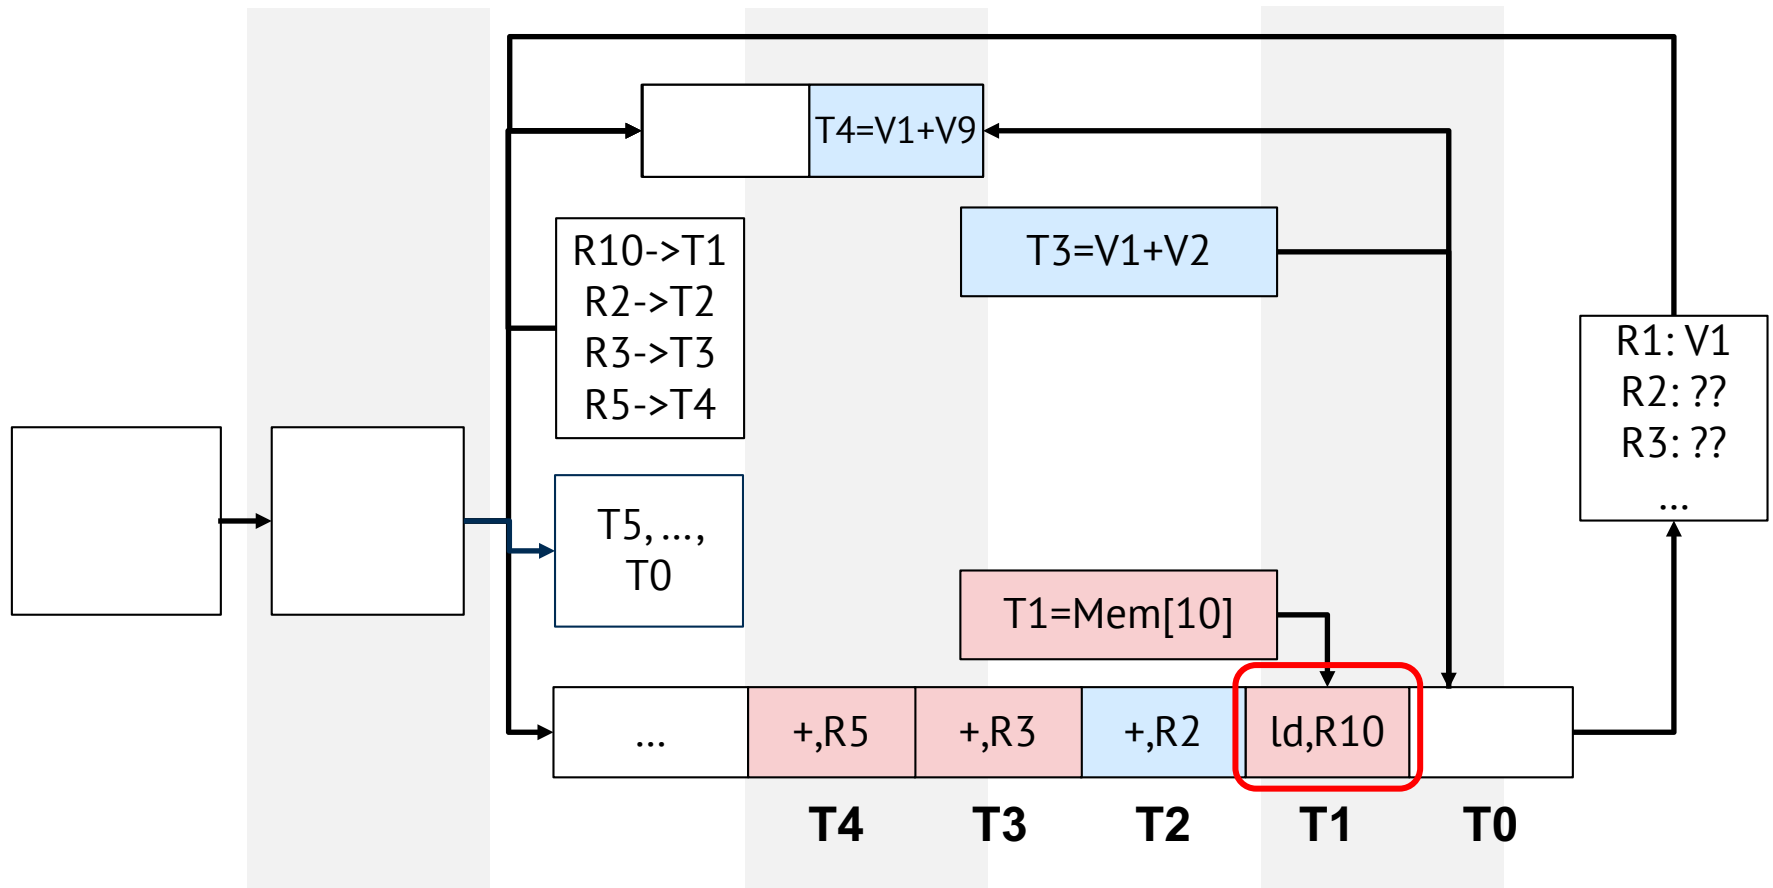 T4=V1+V9
R10->T1
R2->T2
R3->T3
R5->T4
T3=V1+V2
R1: V1
R2: ??
R3: ??
...
T5, ...,
T0
T1=Mem[10]
... +,R5 +,R3 +,R2 ld,R10
T4 T3 T2 T1 T0